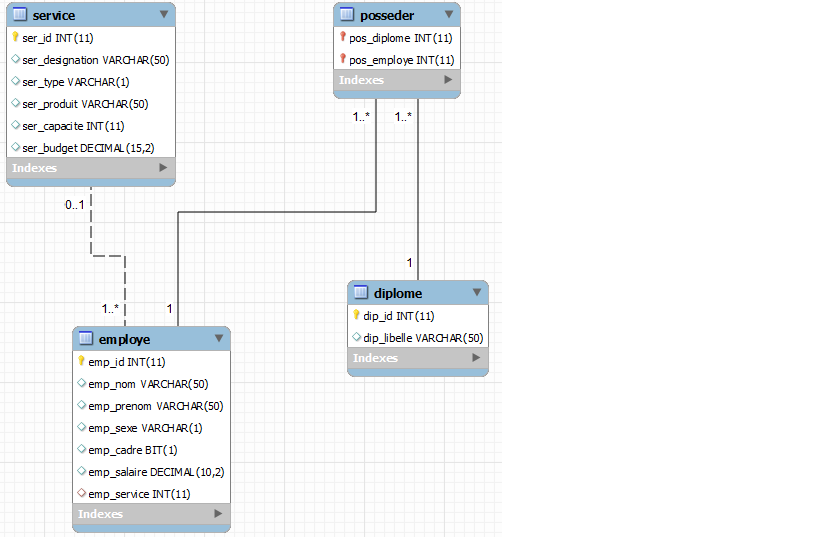 service
ser_id INT(11)
ser_designation VARCHAR(50)
ser_type VARCHAR(1)
ser_produit VARCHAR(50)
ser_capacite INT(11)
ser_budget DECIMAL(15,2)
Indexes
posseder
pos_diplome INT(11)
pos_employe INT(11)
Indexes
1..*
1..*
0..1
1..*
1
1
employe
emp_id INT(11)
emp_nom VARCHAR(50)
emp_prenom VARCHAR(50)
emp_sexe VARCHAR(1)
emp_cadre BIT(1)
emp_salaire DECIMAL(10,2)
emp_service INT(11)
Indexes
diplome
dip_id INT(11)
dip_libelle VARCHAR(50)
Indexes